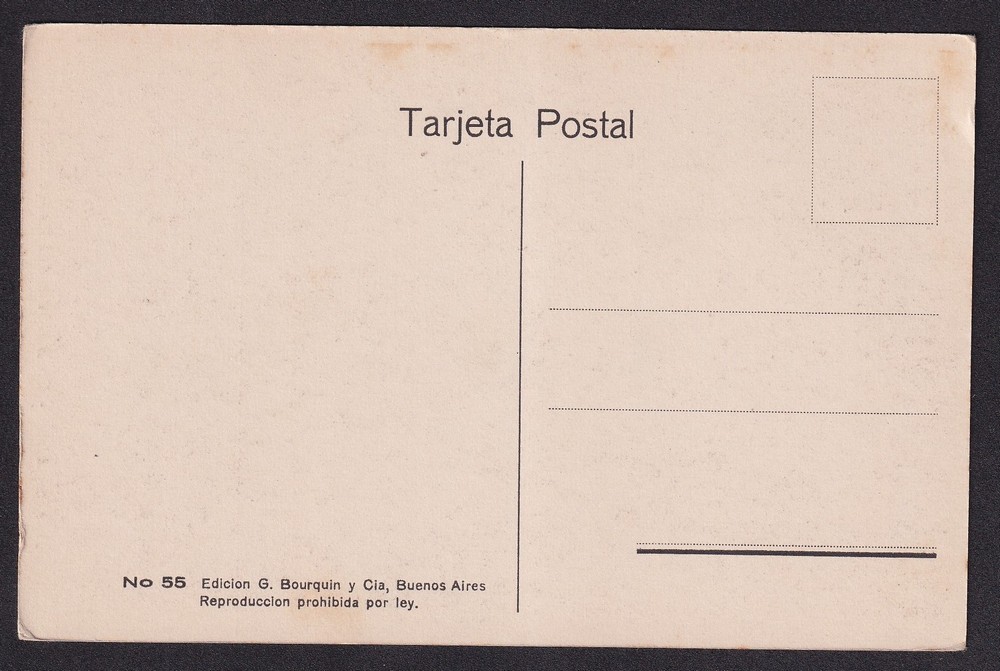 Tarjeta Postal
No 55 Edicion G. Bourquin y Cia, Buenos Aires
Reproduccion prohibida por ley.